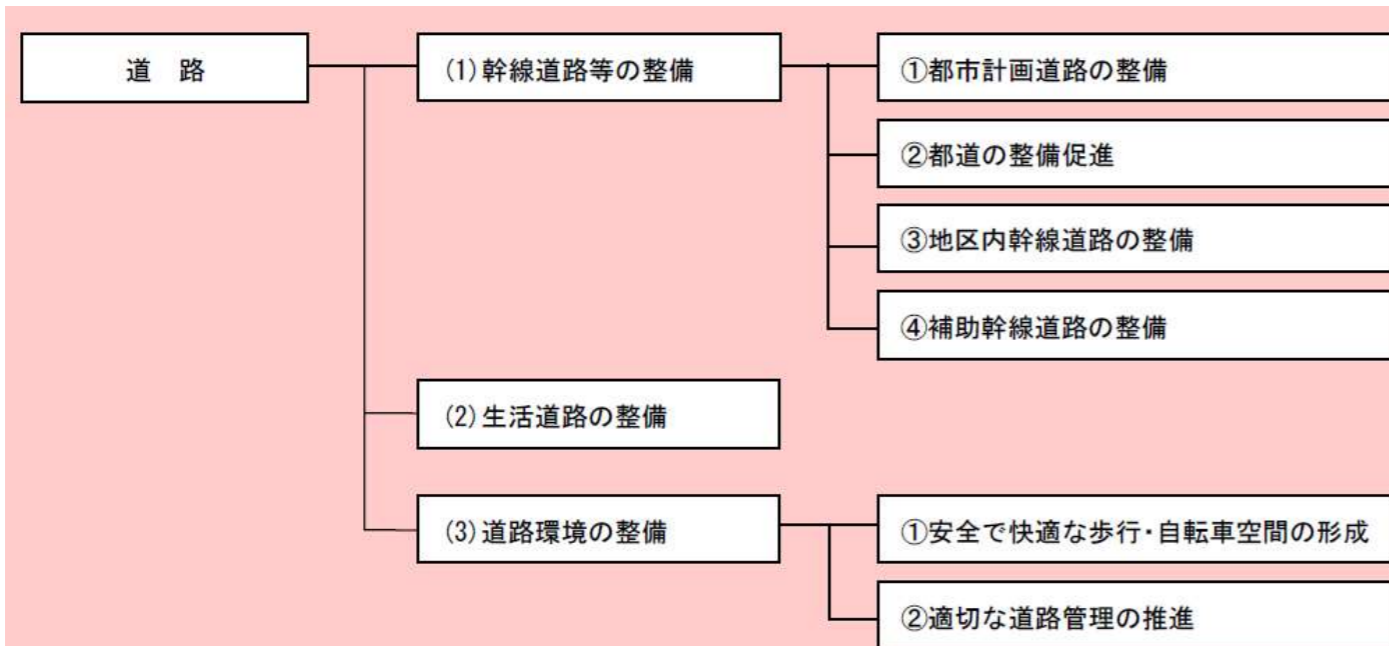 道 路
(1)幹線道路等の整備
①都市計画道路の整備
②都道の整備促進
③地区内幹線道路の整備
④補助幹線道路の整備
(2)生活道路の整備
(3)道路環境の整備
①安全で快適な歩行・自転車空間の形成
②適切な道路管理の推進